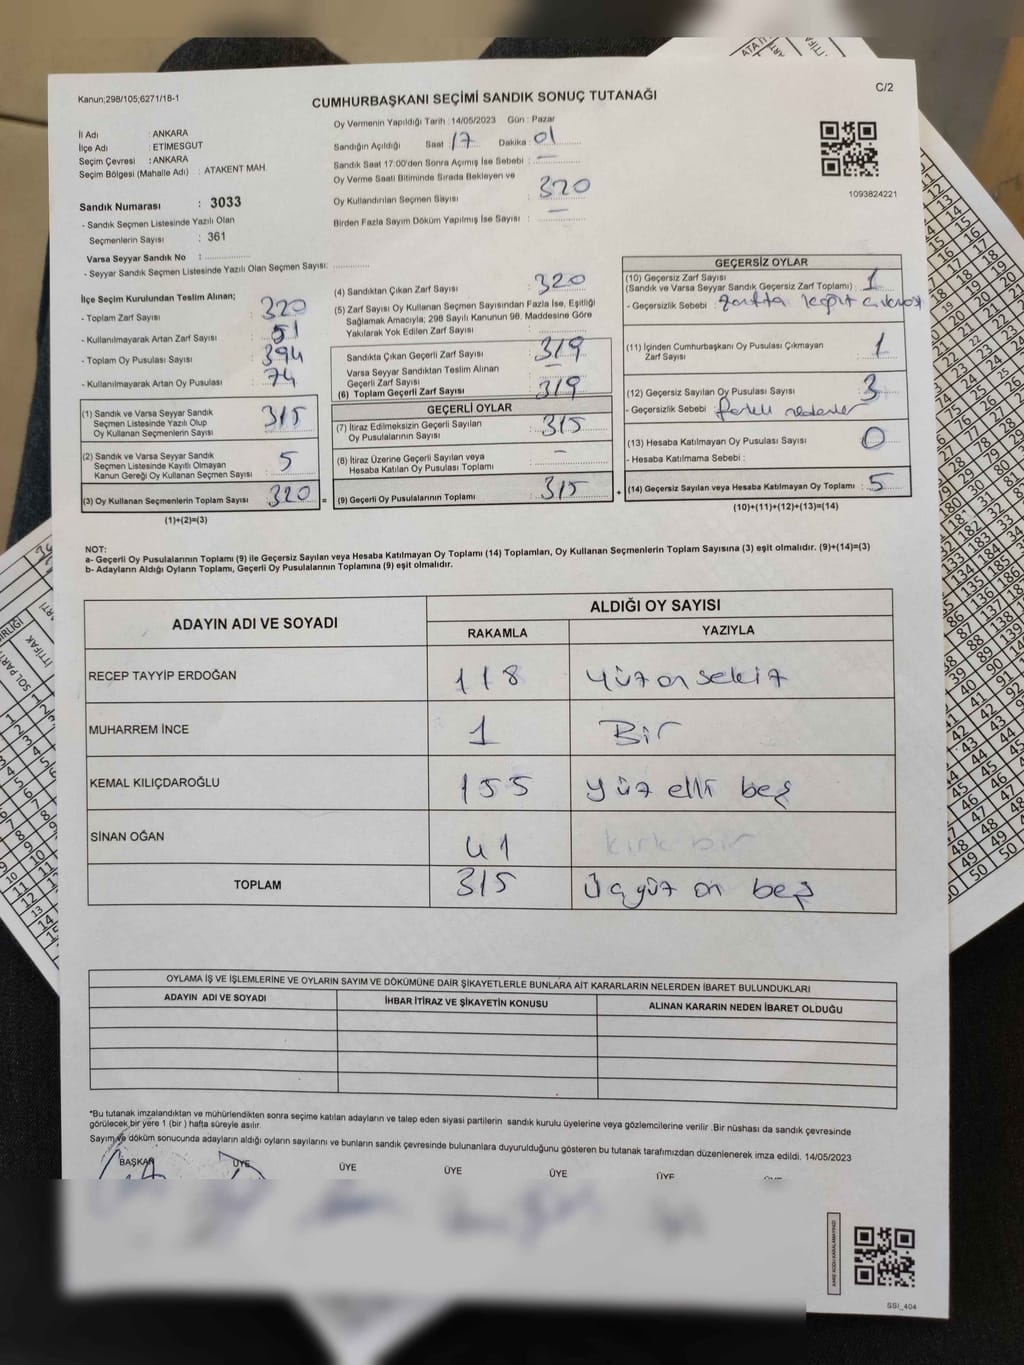 Kanun;298/105;6271/18-1
C/2
CUMHURBAŞKANI SEÇİMİ SANDIK SONUÇ TUTANAĞI
İl Adı : ANKARA
İlçe Adı : ETİMESGUT
Seçim Çevresi : ANKARA
Seçim Bölgesi (Mahalle Adı) : ATAKENT MAH.
Sandık Numarası : 3033
- Sandık Seçmen Listesinde Yazılı Olan
Seçmenlerin Sayısı : 361
Varsa Seyyar Sandık No :
- Seyyar Sandık Seçmen Listesinde Yazılı Olan Seçmen Sayısı:
Oy Vermenin Yapıldığı Tarih : 14/05/2023 Gün : Pazar
Sandığın Açıldığı Saat : 17 Dakika : 01
Sandık Saat 17:00'den Sonra Açımış İse Sebebi : —
Oy Verme Saati Bitiminde Sırada Bekleyen ve
Oy Kullandırılan Seçmen Sayısı : 320
Birden Fazla Sayım Döküm Yapılmış İse Sayısı : —
1093824221
İlçe Seçim Kurulundan Teslim Alınan;
- Toplam Zarf Sayısı : 320
- Kullanılmayarak Artan Zarf Sayısı : 51
- Toplam Oy Pusulası Sayısı : 394
- Kullanılmayarak Artan Oy Pusulası : 74
(1) Sandık ve Varsa Seyyar Sandık
Seçmen Listesinde Yazılı Olup
Oy Kullanan Seçmenlerin Sayısı : 315
(2) Sandık ve Varsa Seyyar Sandık
Seçmen Listesinde Kayıtlı Olmayan
Kanun Gereği Oy Kullanan Seçmen Sayısı : 5
(3) Oy Kullanan Seçmenlerin Toplam Sayısı : 320 =
(1)+(2)=(3)
(4) Sandıktan Çıkan Zarf Sayısı : 320
(5) Zarf Sayısı Oy Kullanan Seçmen Sayısından Fazla İse, Eşitliği
Sağlamak Amacıyla; 298 Sayılı Kanunun 98. Maddesine Göre
Yakılarak Yok Edilen Zarf Sayısı :
Sandıkta Çıkan Geçerli Zarf Sayısı : 319
Varsa Seyyar Sandıktan Teslim Alınan
Geçerli Zarf Sayısı : —
(6) Toplam Geçerli Zarf Sayısı : 319
GEÇERLİ OYLAR
(7) İtiraz Edilmeksizin Geçerli Sayılan
Oy Pusulalarının Sayısı : 315
(8) İtiraz Üzerine Geçerli Sayılan veya
Hesaba Katılan Oy Pusulası Toplamı : —
(9) Geçerli Oy Pusulalarının Toplamı : 315 +
GEÇERSİZ OYLAR
(10) Geçersiz Zarf Sayısı
(Sandık ve Varsa Seyyar Sandık Geçersiz Zarf Toplamı) : 1
- Geçersizlik Sebebi :
(11) İçinden Cumhurbaşkanı Oy Pusulası Çıkmayan
Zarf Sayısı : 1
(12) Geçersiz Sayılan Oy Pusulası Sayısı : 3
- Geçersizlik Sebebi : farklı nedenler
(13) Hesaba Katılmayan Oy Pusulası Sayısı : 0
- Hesaba Katılmama Sebebi :
(14) Geçersiz Sayılan veya Hesaba Katılmayan Oy Toplamı : 5
(10)+(11)+(12)+(13)=(14)
NOT:
a- Geçerli Oy Pusulalarının Toplamı (9) ile Geçersiz Sayılan veya Hesaba Katılmayan Oy Toplamı (14) Toplamları, Oy Kullanan Seçmenlerin Toplam Sayısına (3) eşit olmalıdır. (9)+(14)=(3)
b- Adayların Aldığı Oyların Toplamı, Geçerli Oy Pusulalarının Toplamına (9) eşit olmalıdır.
ADAYIN ADI VE SOYADI
ALDIĞI OY SAYISI
RAKAMLA YAZIYLA
RECEP TAYYİP ERDOĞAN 118 Yüz on sekiz
MUHARREM İNCE 1 Bir
KEMAL KILIÇDAROĞLU 155 yüz elli beş
SİNAN OĞAN 41 kırk bir
TOPLAM 315 Üçyüz on beş
OYLAMA İŞ VE İŞLEMLERİNE VE OYLARIN SAYIM VE DÖKÜMÜNE DAİR ŞİKAYETLERLE BUNLARA AİT KARARLARIN NELERDEN İBARET BULUNDUKLARI
ADAYIN ADI VE SOYADI İHBAR İTİRAZ VE ŞİKAYETİN KONUSU ALINAN KARARIN NEDEN İBARET OLDUĞU
*Bu tutanak imzalandıktan ve mühürlendikten sonra seçime katılan adayların ve talep eden siyasi partilerin sandık kurulu üyelerine veya gözlemcilerine verilir .Bir nüshası da sandık çevresinde
görülecek bir yere 1 (bir ) hafta süreyle asılır.
Sayım ve döküm sonucunda adayların aldığı oyların sayılarını ve bunların sandık çevresinde bulunanlara duyurulduğunu gösteren bu tutanak tarafımızdan düzenlenerek imza edildi. 14/05/2023
BAŞKAN ÜYE ÜYE ÜYE ÜYE ÜYE ÜYE
SSI_404